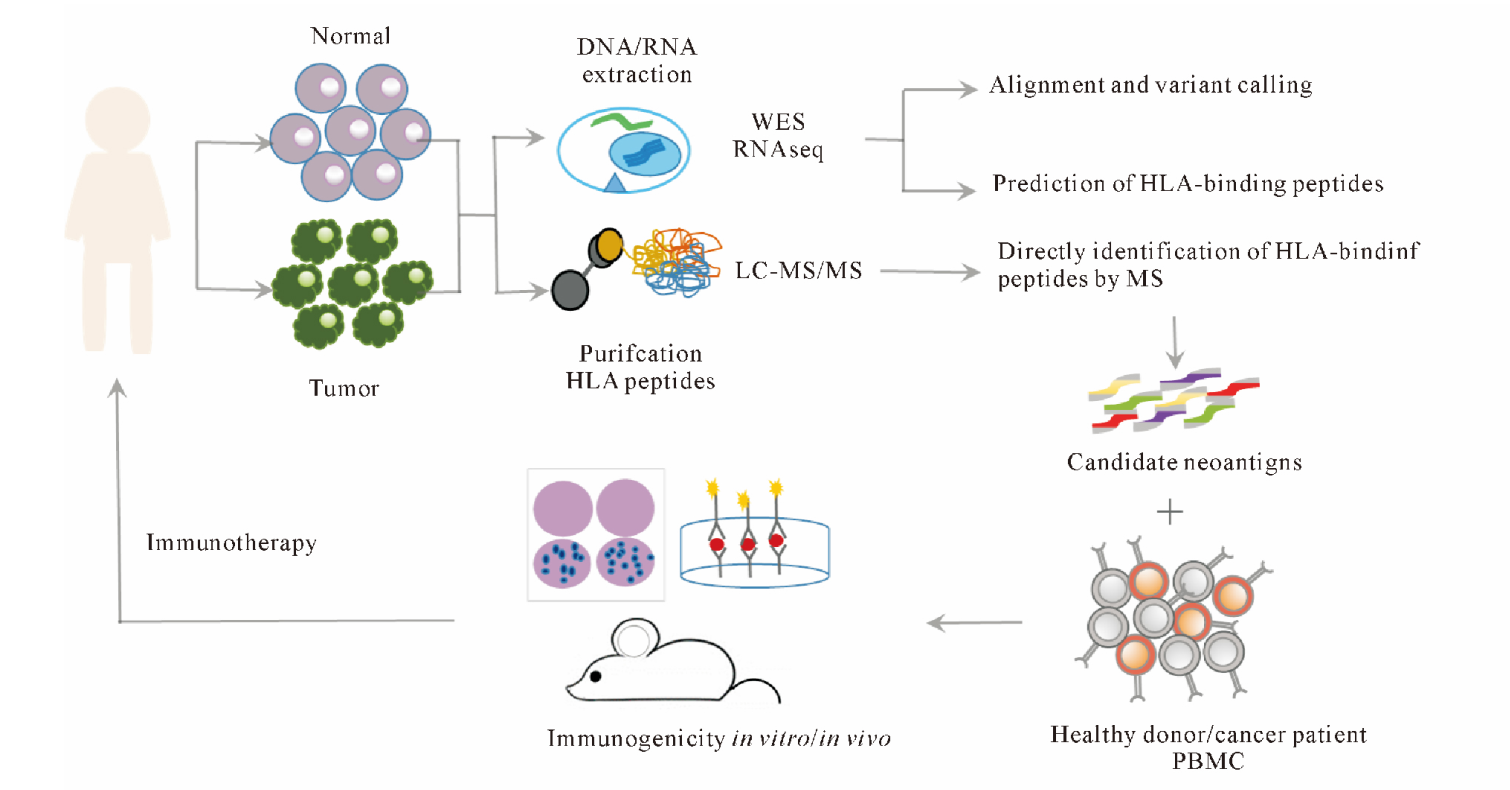 Normal
Tumor
DNA/RNA
extraction
WES
RNAseq
Alignment and variant calling
Prediction of HLA-binding peptides
LC-MS/MS
Directly identification of HLA-bindinf
peptides by MS
Purifcation
HLA peptides
Candidate neoantigns
+
Healthy donor/cancer patient
PBMC
Immunogenicity in vitro/in vivo
Immunotherapy